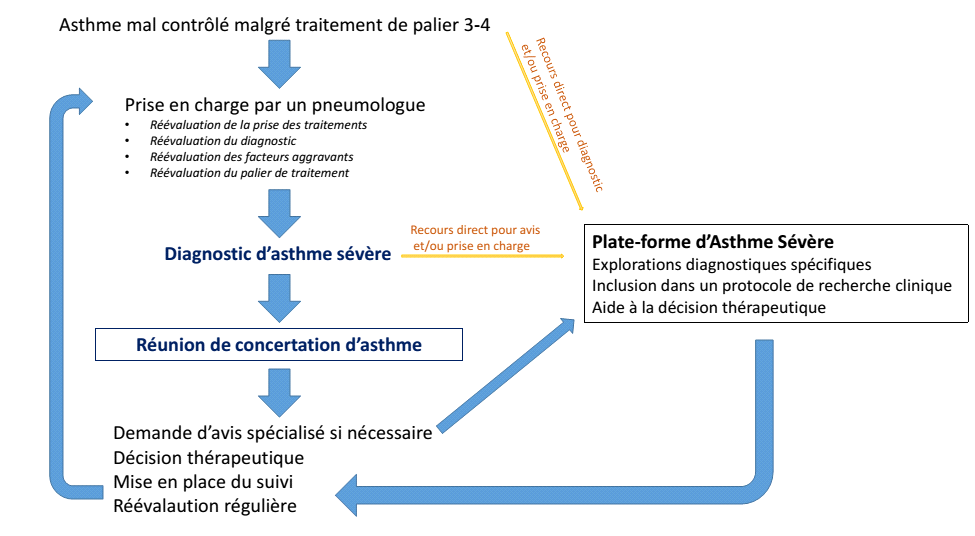 Asthme mal contrôlé malgré traitement de palier 3-4
Recours direct pour diagnostic
et/ou prise en charge
Prise en charge par un pneumologue
• Réévaluation de la prise des traitements
• Réévaluation du diagnostic
• Réévaluation des facteurs aggravants
• Réévaluation du palier de traitement
Diagnostic d'asthme sévère
Recours direct pour avis
et/ou prise en charge
Plate-forme d'Asthme Sévère
Explorations diagnostiques spécifiques
Inclusion dans un protocole de recherche clinique
Aide à la décision thérapeutique
Réunion de concertation d'asthme
Demande d'avis spécialisé si nécessaire
Décision thérapeutique
Mise en place du suivi
Réévalaution régulière